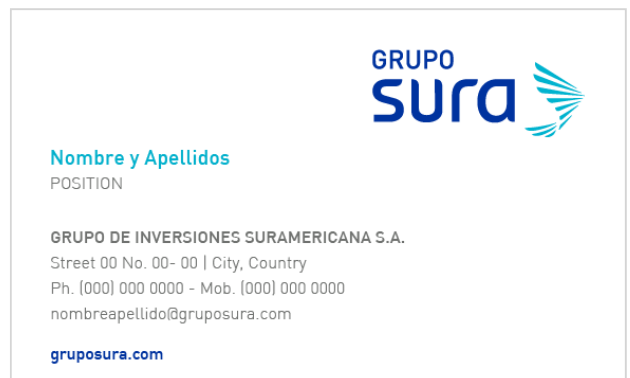 GRUPO
sura
Nombre y Apellidos
POSITION
GRUPO DE INVERSIONES SURAMERICANA S.A.
Street 00 No. 00- 00 | City, Country
Ph. (000) 000 0000 - Mob. (000) 000 0000
nombreapellido@gruposura.com
gruposura.com